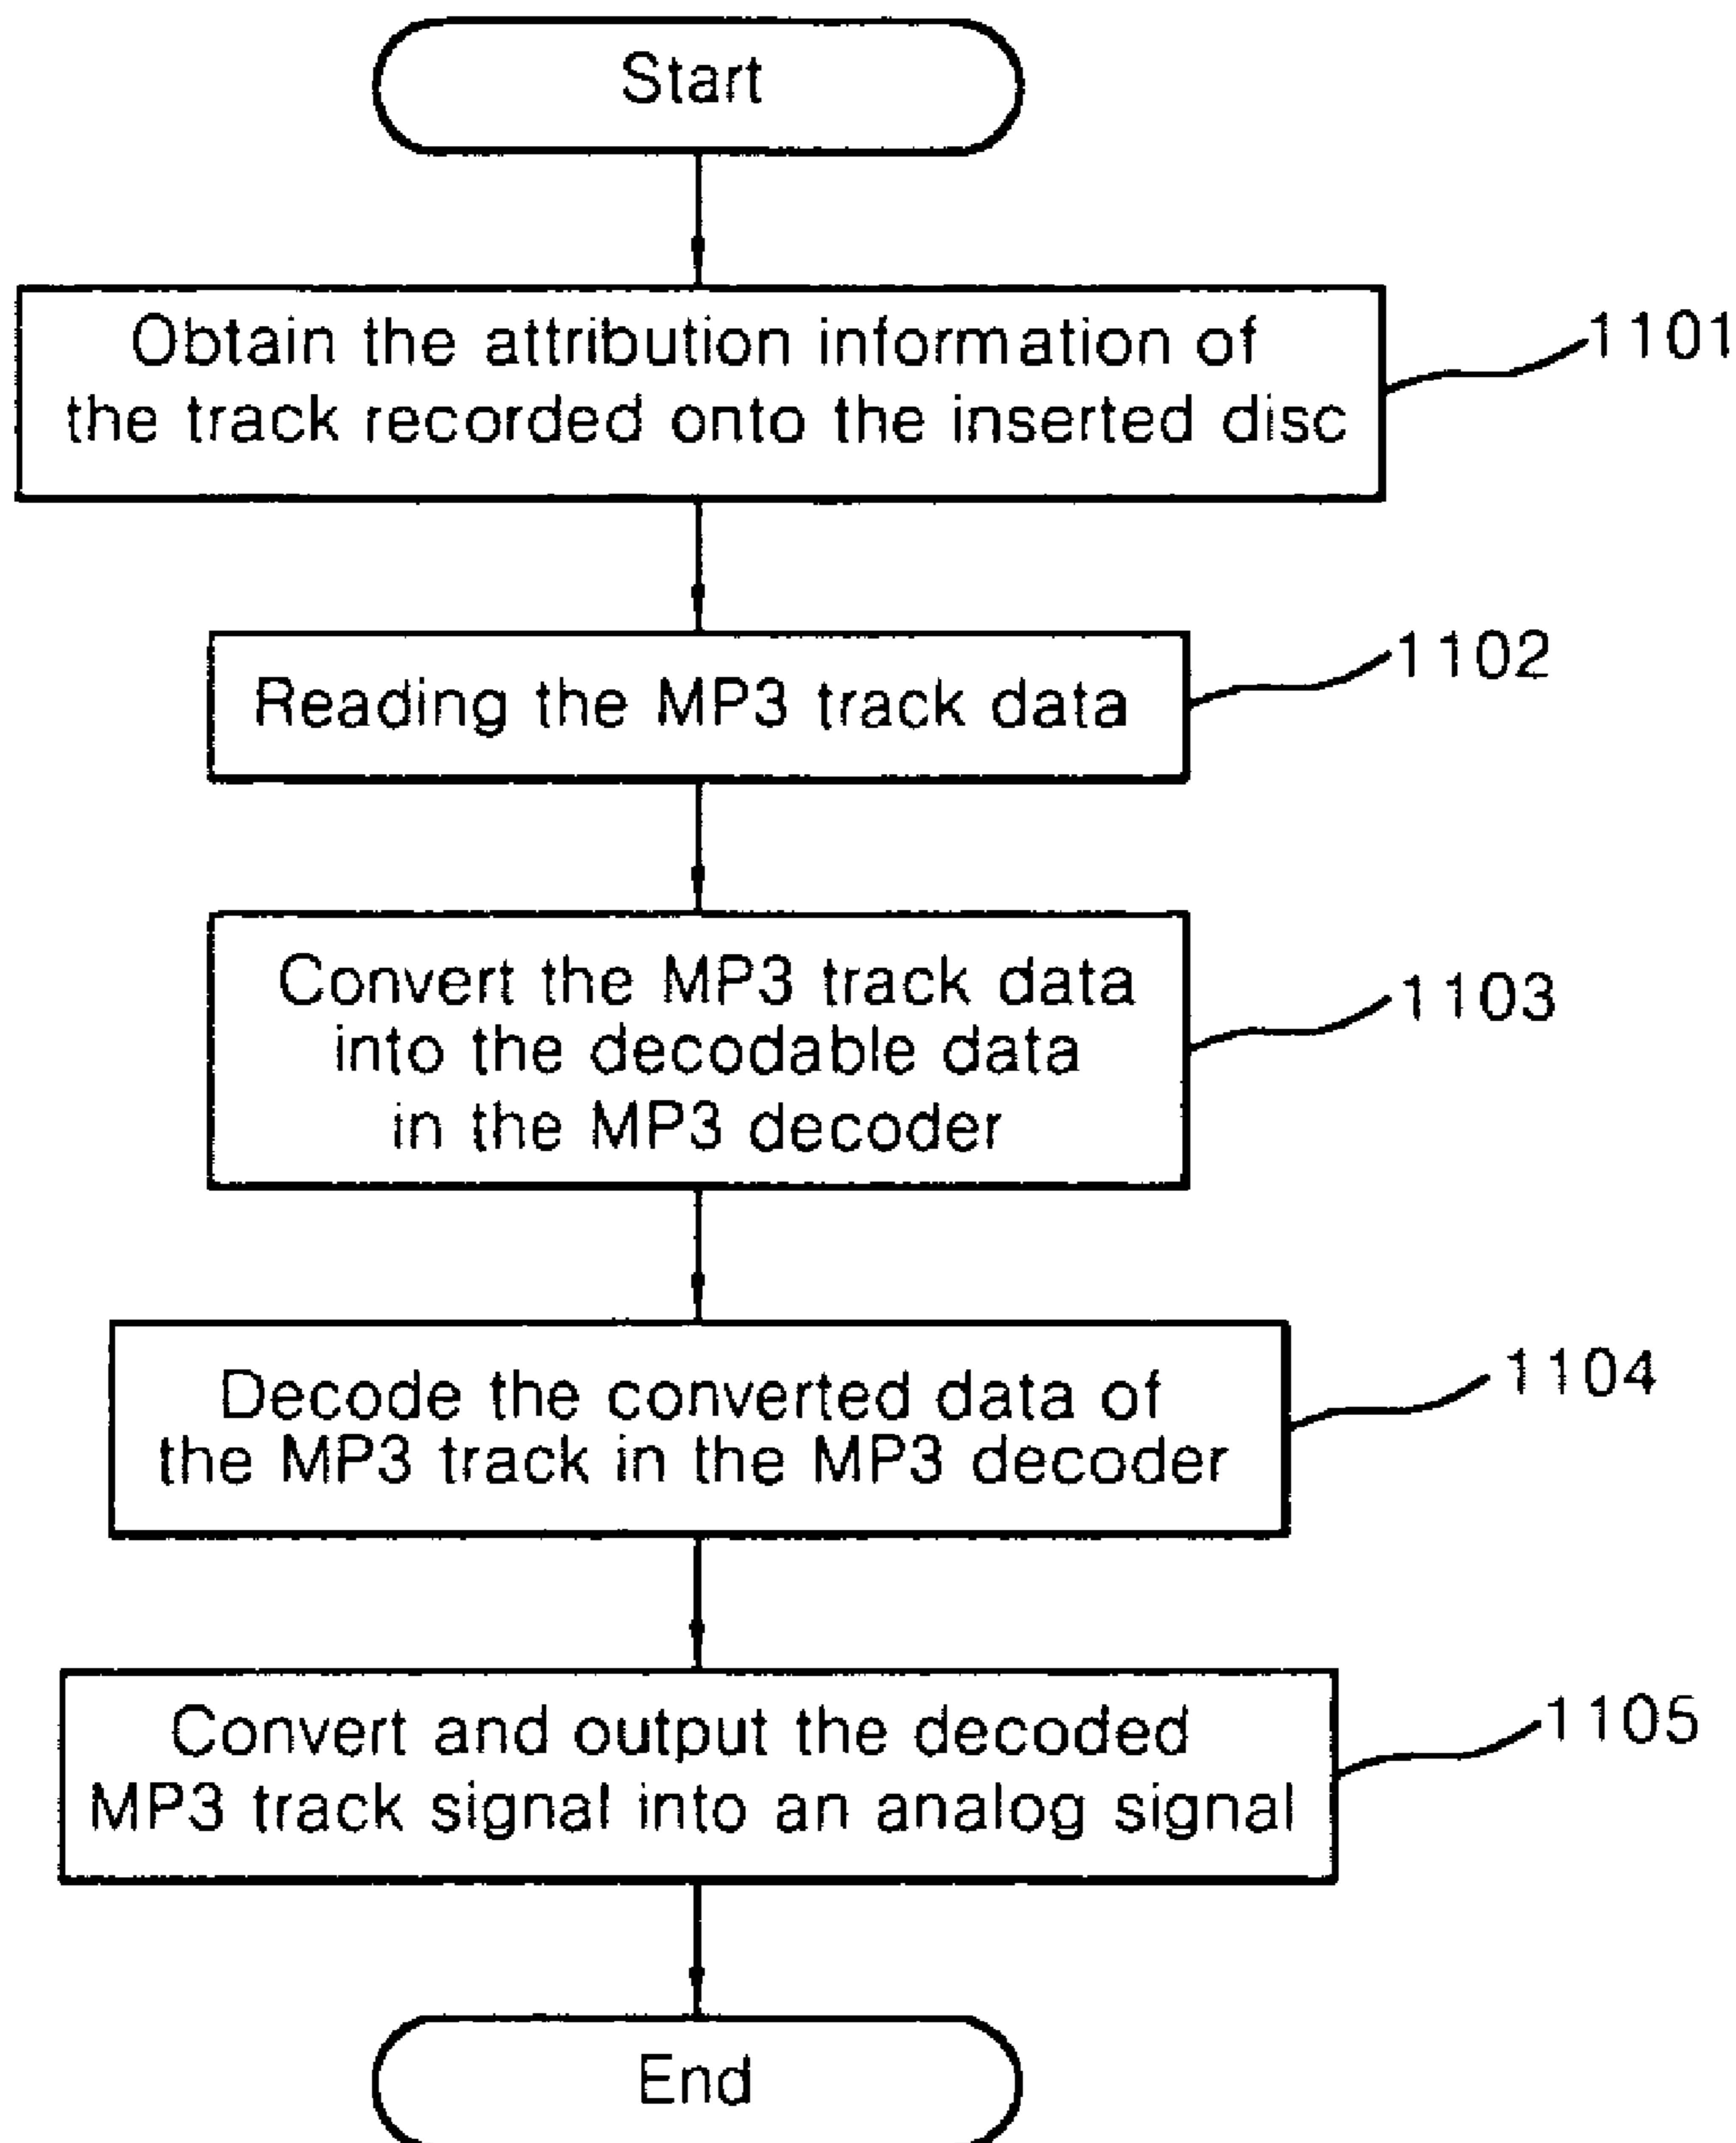 Start
Obtain the attribution information of
the track recorded onto the inserted disc
1101
Reading the MP3 track data
1102
Convert the MP3 track data
into the decodable data
in the MP3 decoder
1103
Decode the converted data of
the MP3 track in the MP3 decoder
1104
Convert and output the decoded
MP3 track signal into an analog signal
1105
End